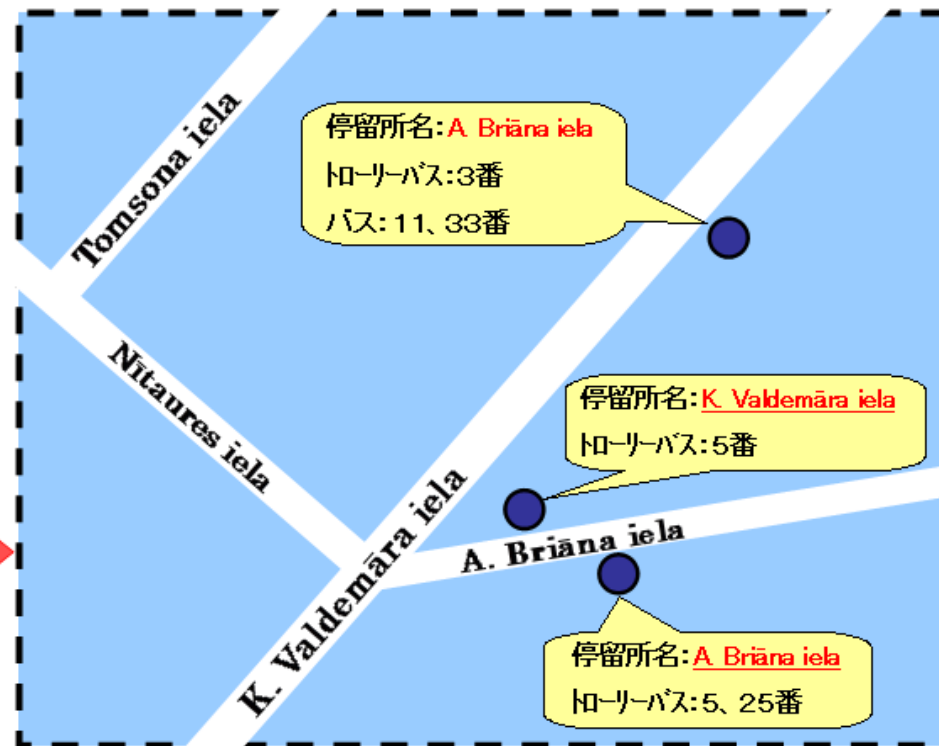 Tomsona iela
停留所名:A. Briāna iela
トローリーバス:3番
バス:11、33番
Nītaures iela
停留所名:K. Valdemāra iela
トローリーバス:5番
K. Valdemāra iela
A. Briāna iela
停留所名:A. Briāna iela
トローリーバス:5、25番